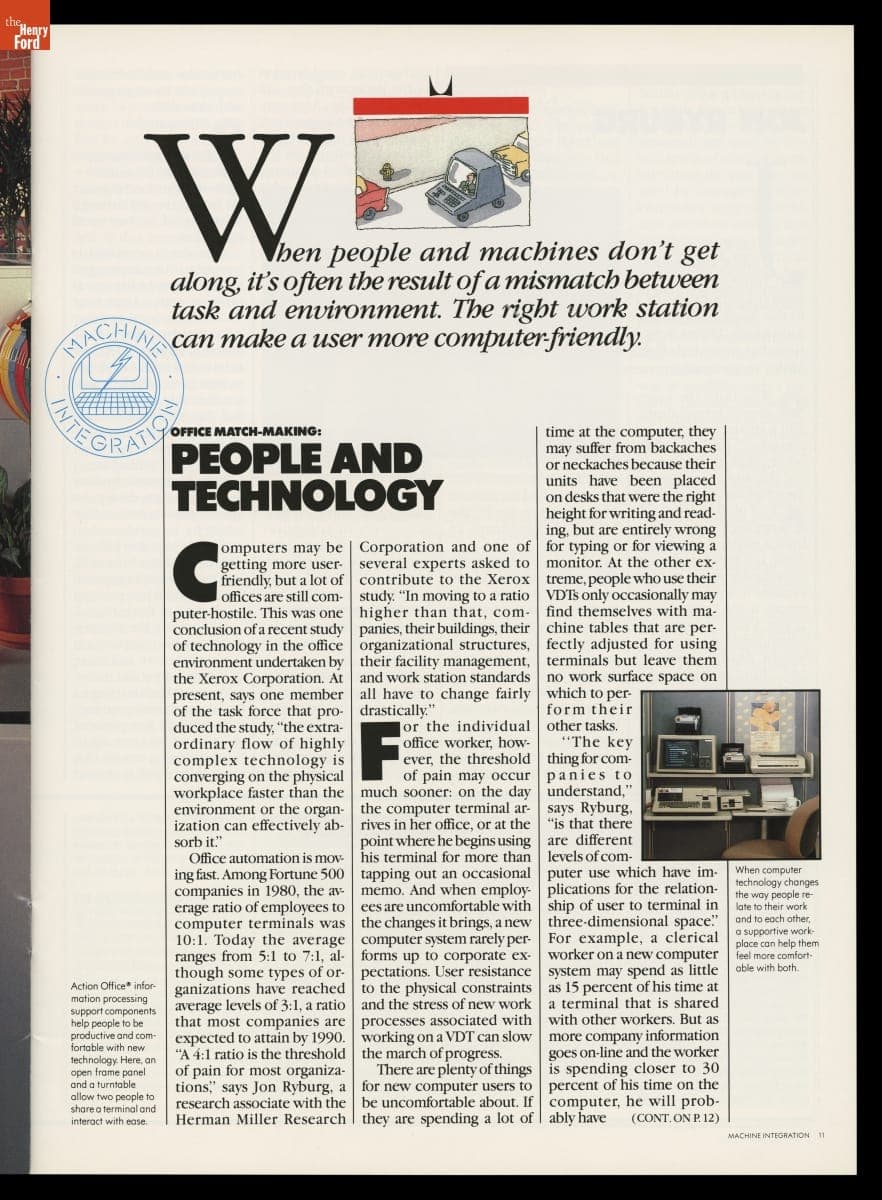 the
Henry
Ford
When people and machines don't get
along, it's often the result of a mismatch between
task and environment. The right work station
can make a user more computer-friendly.
MACHINE
INTEGRATION
OFFICE MATCH-MAKING:
PEOPLE AND
TECHNOLOGY
Computers may be
getting more user-
friendly, but a lot of
offices are still com-
puter-hostile. This was one
conclusion of a recent study
of technology in the office
environment undertaken by
the Xerox Corporation. At
present, says one member
of the task force that pro-
duced the study, "the extra-
ordinary flow of highly
complex technology is
converging on the physical
workplace faster than the
environment or the organ-
ization can effectively ab-
sorb it."
Office automation is mov-
ing fast. Among Fortune 500
companies in 1980, the av-
erage ratio of employees to
computer terminals was
10:1. Today the average
ranges from 5:1 to 7:1, al-
though some types of or-
ganizations have reached
average levels of 3:1, a ratio
that most companies are
expected to attain by 1990.
"A 4:1 ratio is the threshold
of pain for most organiza-
tions," says Jon Ryburg, a
research associate with the
Herman Miller Research
Corporation and one of
several experts asked to
contribute to the Xerox
study. "In moving to a ratio
higher than that, com-
panies, their buildings, their
organizational structures,
their facility management,
and work station standards
all have to change fairly
drastically."
For the individual
office worker, how-
ever, the threshold
of pain may occur
much sooner: on the day
the computer terminal ar-
rives in her office, or at the
point where he begins using
his terminal for more than
tapping out an occasional
memo. And when employ-
ees are uncomfortable with
the changes it brings, a new
computer system rarely per-
forms up to corporate ex-
pectations. User resistance
to the physical constraints
and the stress of new work
processes associated with
working on a VDT can slow
the march of progress.
There are plenty of things
for new computer users to
be uncomfortable about. If
they are spending a lot of
time at the computer, they
may suffer from backaches
or neckaches because their
units have been placed
on desks that were the right
height for writing and read-
ing, but are entirely wrong
for typing or for viewing a
monitor. At the other ex-
treme, people who use their
VDTs only occasionally may
find themselves with ma-
chine tables that are per-
fectly adjusted for using
terminals but leave them
no work surface space on
which to per-
form their
other tasks.
"The key
thing for com-
panies to
understand,"
says Ryburg,
"is that there
are different
levels of com-
puter use which have im-
plications for the relation-
ship of user to terminal in
three-dimensional space."
For example, a clerical
worker on a new computer
system may spend as little
as 15 percent of his time at
a terminal that is shared
with other workers. But as
more company information
goes on-line and the worker
is spending closer to 30
percent of his time on the
computer, he will prob-
ably have (CONT. ON P. 12)
When computer
technology changes
the way people re-
late to their work
and to each other,
a supportive work-
place can help them
feel more comfort-
able with both.
Action Office® infor-
mation processing
support components
help people to be
productive and com-
fortable with new
technology. Here, an
open frame panel
and a turntable
allow two people to
share a terminal and
interact with ease.
MACHINE INTEGRATION 11